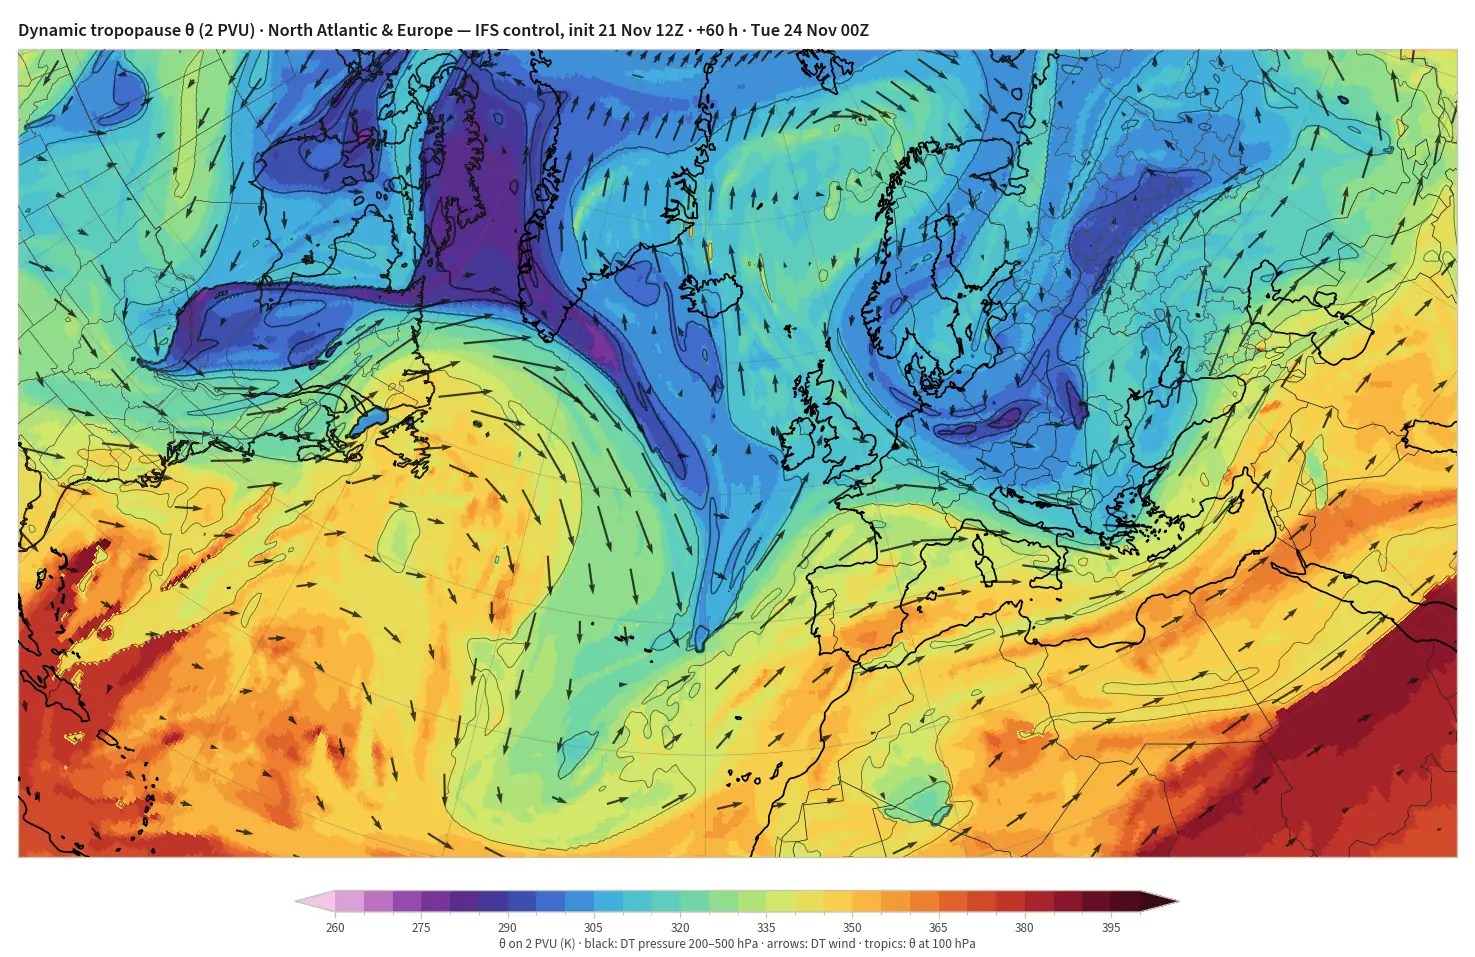 Dynamic tropopause θ (2 PVU) · North Atlantic & Europe — IFS control, init 21 Nov 12Z · +60 h · Tue 24 Nov 00Z
260 275 290 305 320 335 350 365 380 395
θ on 2 PVU (K) · black: DT pressure 200–500 hPa · arrows: DT wind · tropics: θ at 100 hPa